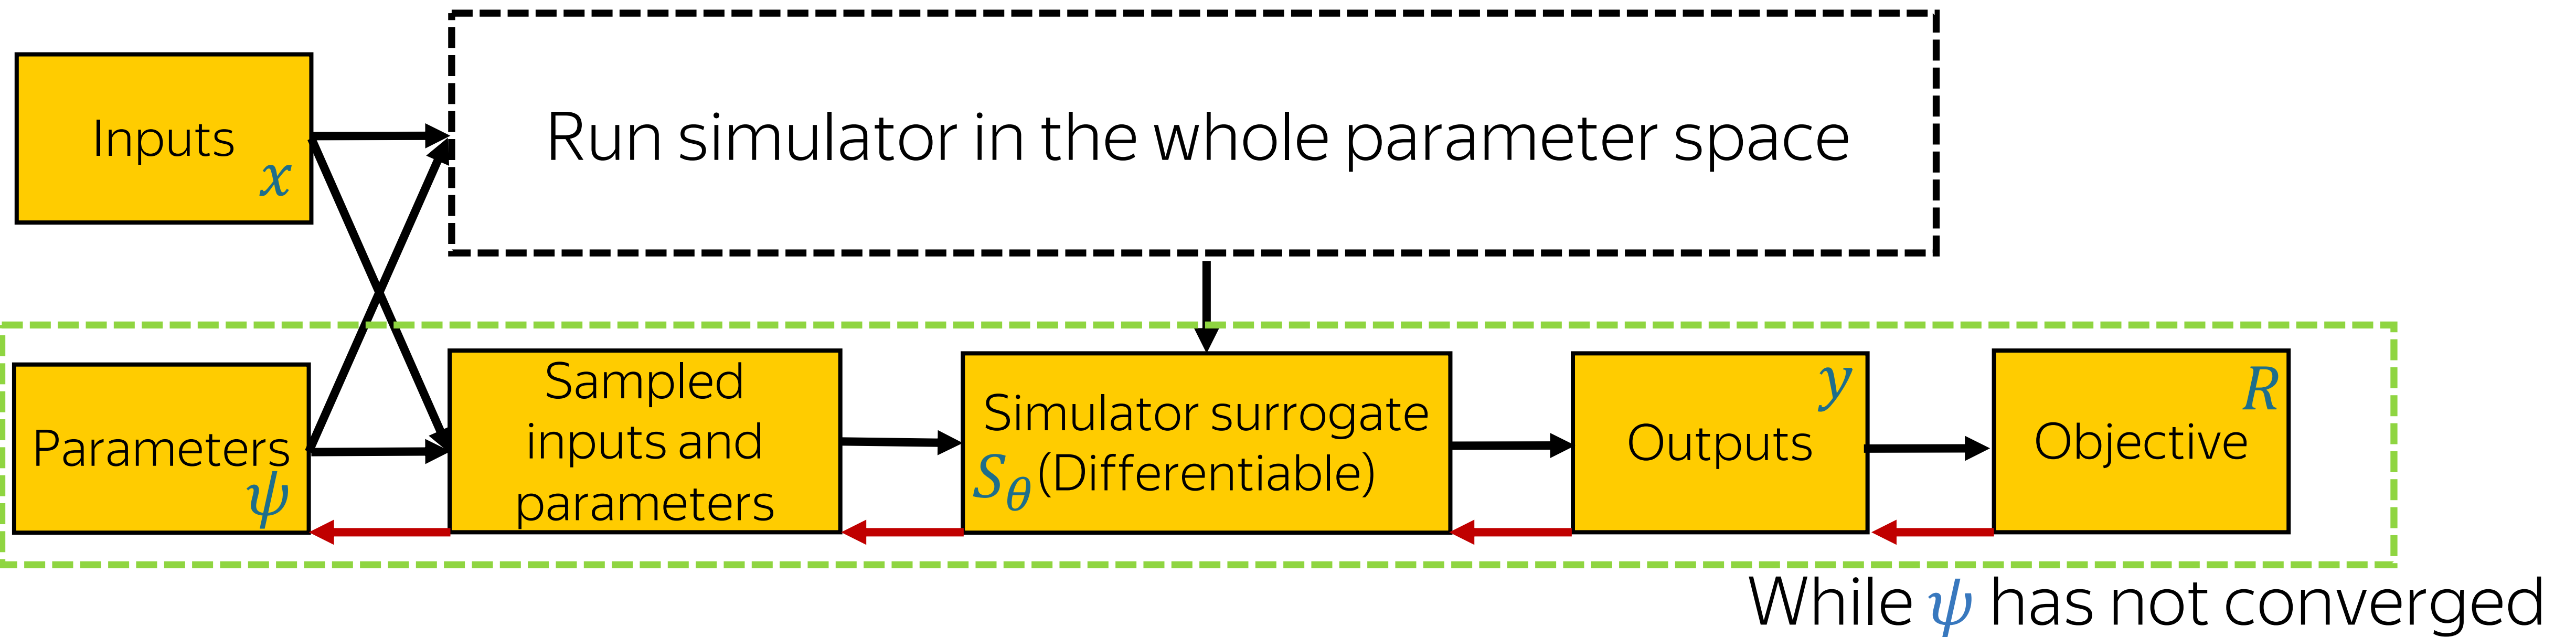 Inputs
x
Run simulator in the whole parameter space
Parameters
ψ
Sampled
inputs and
parameters
Simulator surrogate
S_θ (Differentiable)
y
Outputs
R
Objective
While ψ has not converged